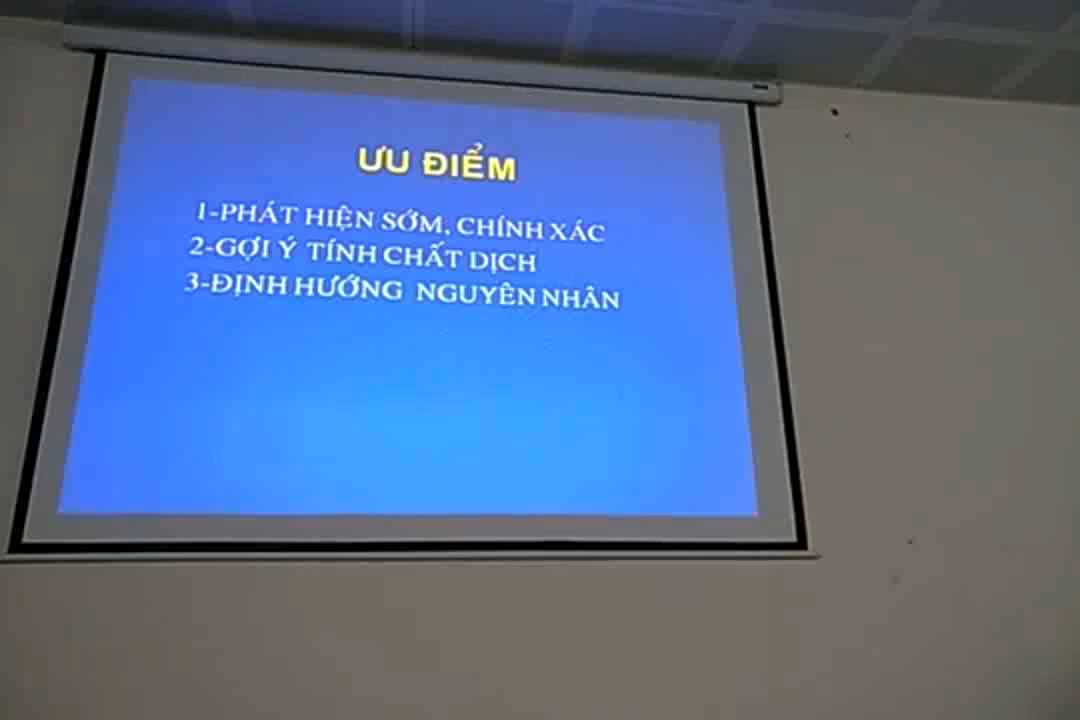 ƯU ĐIỂM
1-PHÁT HIỆN SỚM, CHÍNH XÁC
2-GỢI Ý TÍNH CHẤT DỊCH
3-ĐỊNH HƯỚNG NGUYÊN NHÂN